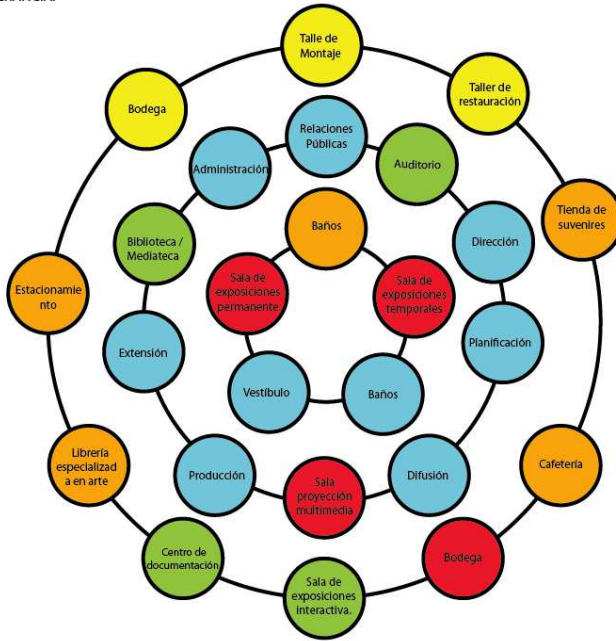 Talle de
Montaje
Taller de
restauración
Bodega
Relaciones
Públicas
Administración
Auditorio
Tienda de
suvenires
Baños
Biblioteca /
Mediateca
Dirección
Estacionamie
nto
Sala de
exposiciones
permanente
Sala de
exposiciones
temporales
Extensión
Planificación
Vestíbulo
Baños
Librería
especializad
a en arte
Producción
Sala
proyección
multimedia
Difusión
Cafetería
Centro de
documentación
Sala de
exposiciones
interactiva.
Bodega